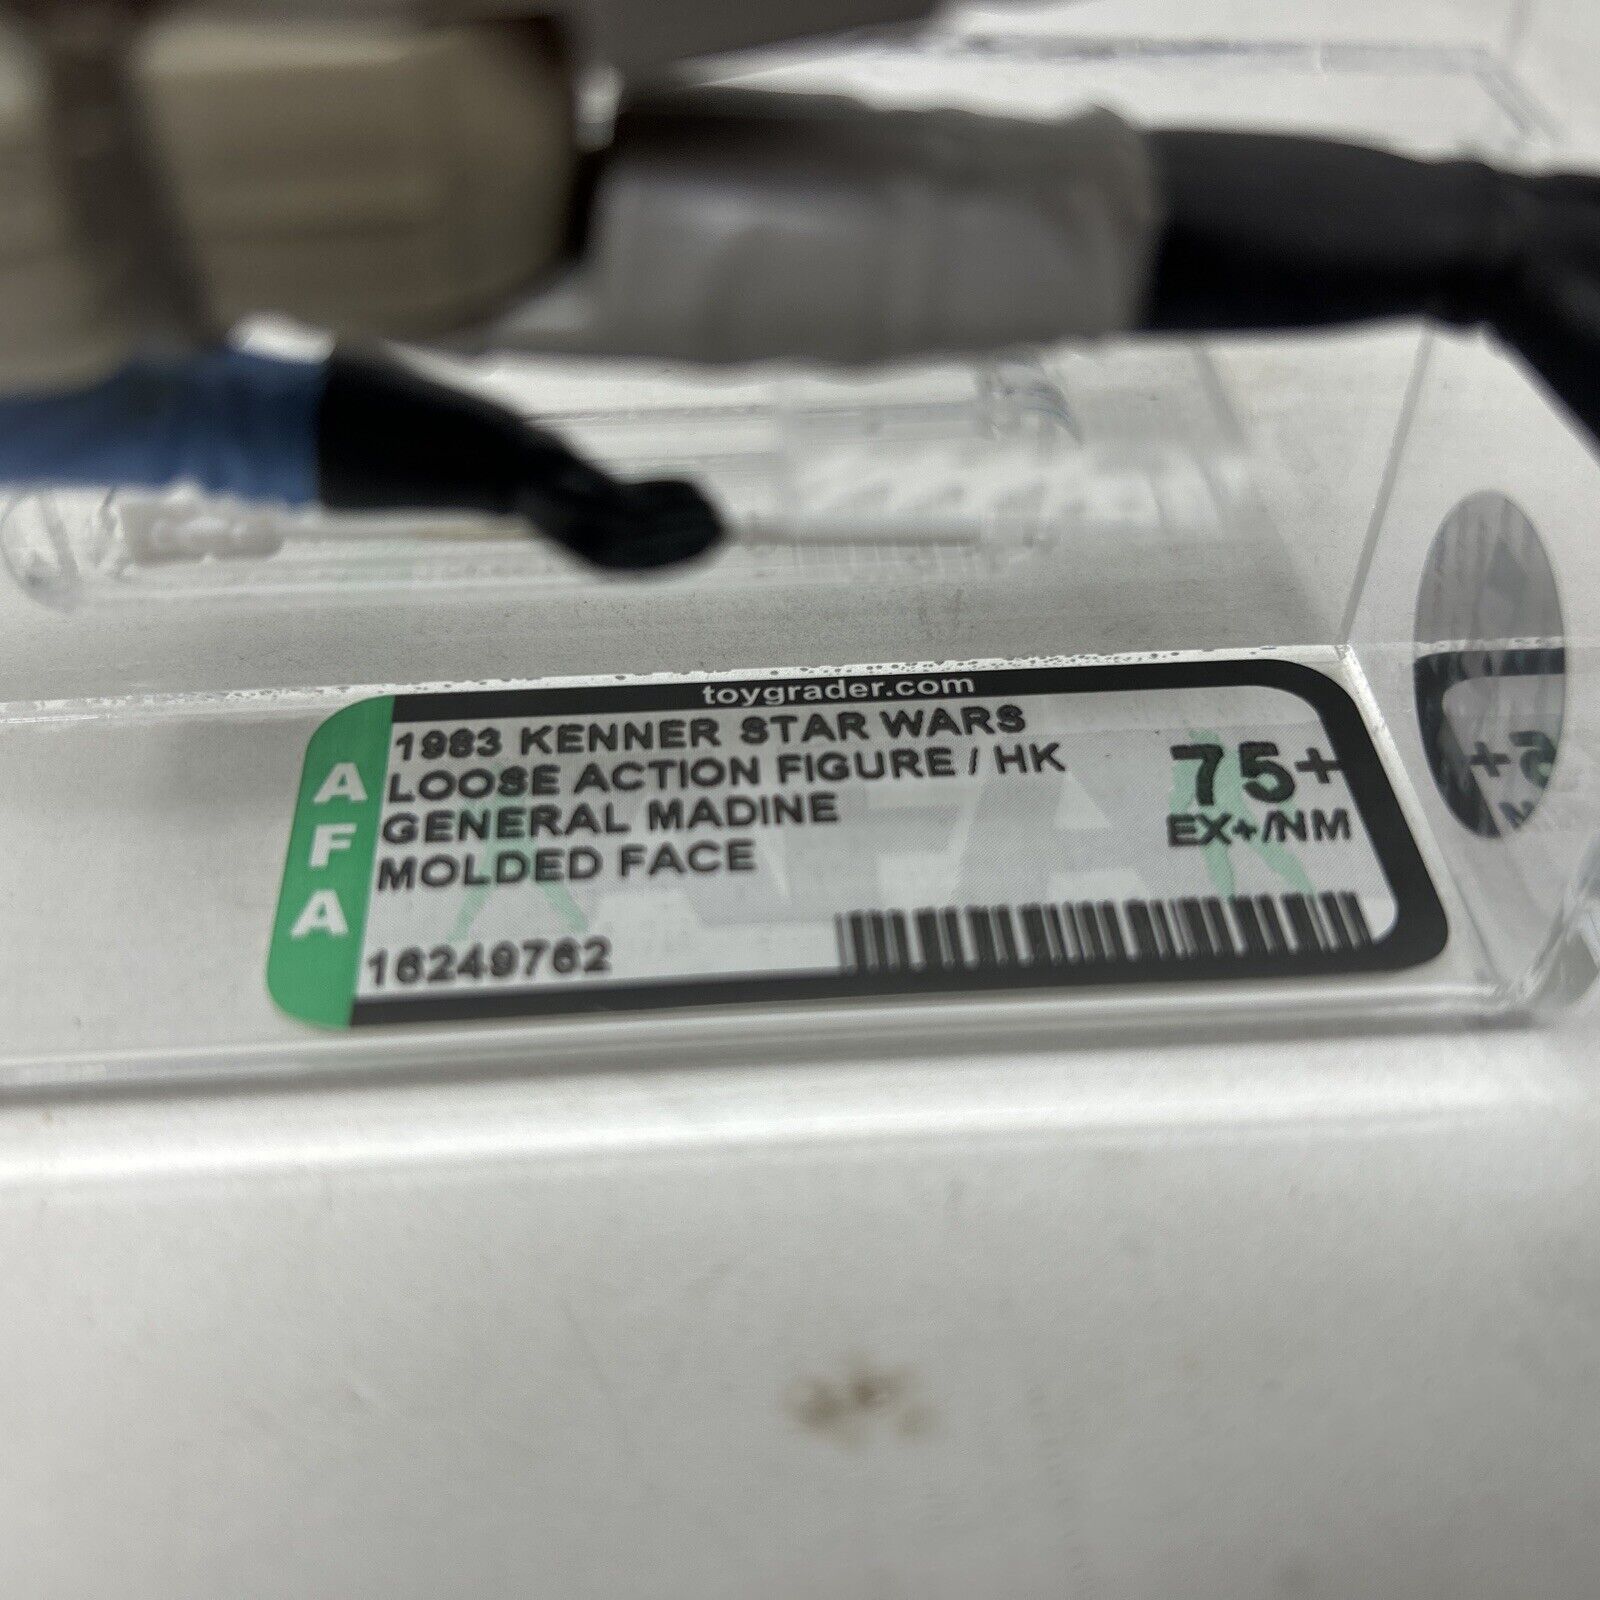 toygrader.com
AFA
1983 KENNER STAR WARS
LOOSE ACTION FIGURE / HK
GENERAL MADINE
MOLDED FACE
75+
EX+/NM
16249762